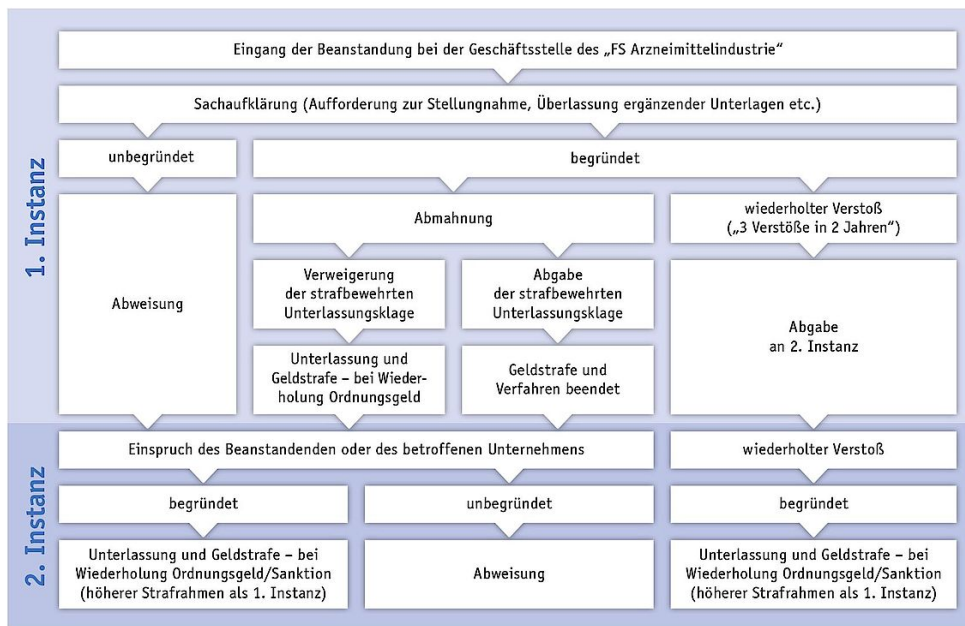 1. Instanz
Eingang der Beanstandung bei der Geschäftsstelle des „FS Arzneimittelindustrie“
Sachaufklärung (Aufforderung zur Stellungnahme, Überlassung ergänzender Unterlagen etc.)
unbegründet
begründet
Abweisung
Abmahnung
wiederholter Verstoß
(„3 Verstöße in 2 Jahren“)
Verweigerung
der strafbewehrten
Unterlassungsklage
Abgabe
der strafbewehrten
Unterlassungsklage
Abgabe
an 2. Instanz
Unterlassung und
Geldstrafe – bei Wieder-
holung Ordnungsgeld
Geldstrafe und
Verfahren beendet
2. Instanz
Einspruch des Beanstandenden oder des betroffenen Unternehmens
wiederholter Verstoß
begründet
unbegründet
begründet
Unterlassung und Geldstrafe – bei
Wiederholung Ordnungsgeld/Sanktion
(höherer Strafrahmen als 1. Instanz)
Abweisung
Unterlassung und Geldstrafe – bei
Wiederholung Ordnungsgeld/Sanktion
(höherer Strafrahmen als 1. Instanz)